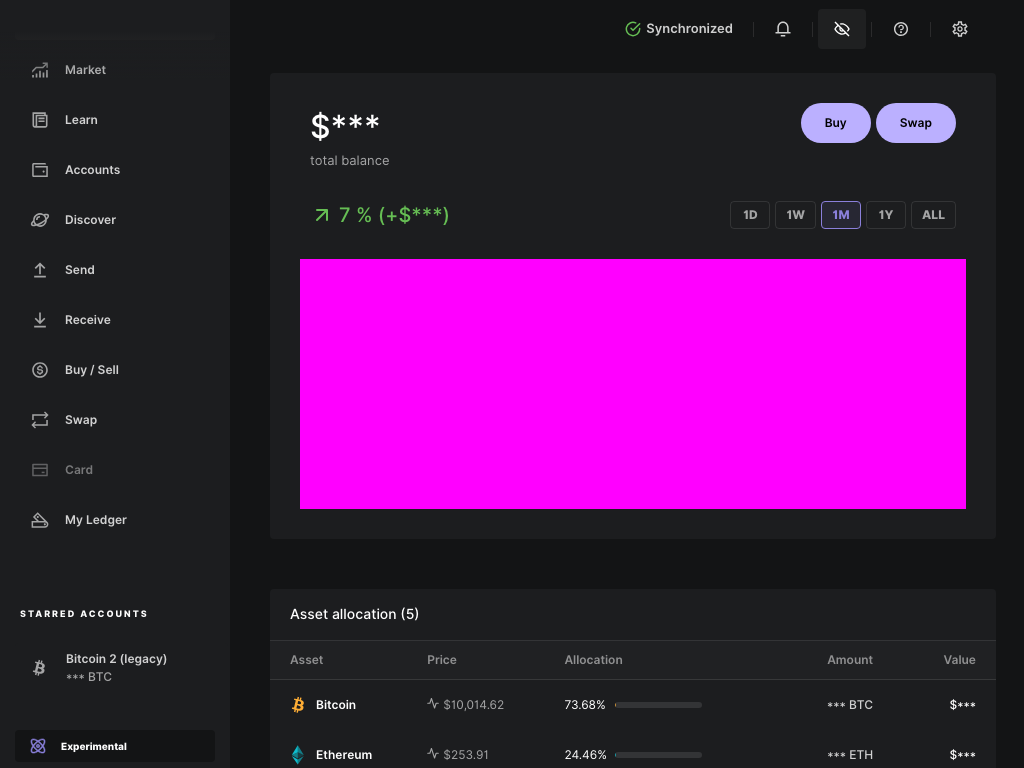 Synchronized
Market
Learn
Accounts
Discover
Send
Receive
Buy / Sell
Swap
Card
My Ledger
STARRED ACCOUNTS
Bitcoin 2 (legacy)
*** BTC
Experimental
$***
total balance
Buy
Swap
7 % (+$***)
1D
1W
1M
1Y
ALL
Asset allocation (5)
Asset Price Allocation Amount Value
Bitcoin $10,014.62 73.68% *** BTC $***
Ethereum $253.91 24.46% *** ETH $***